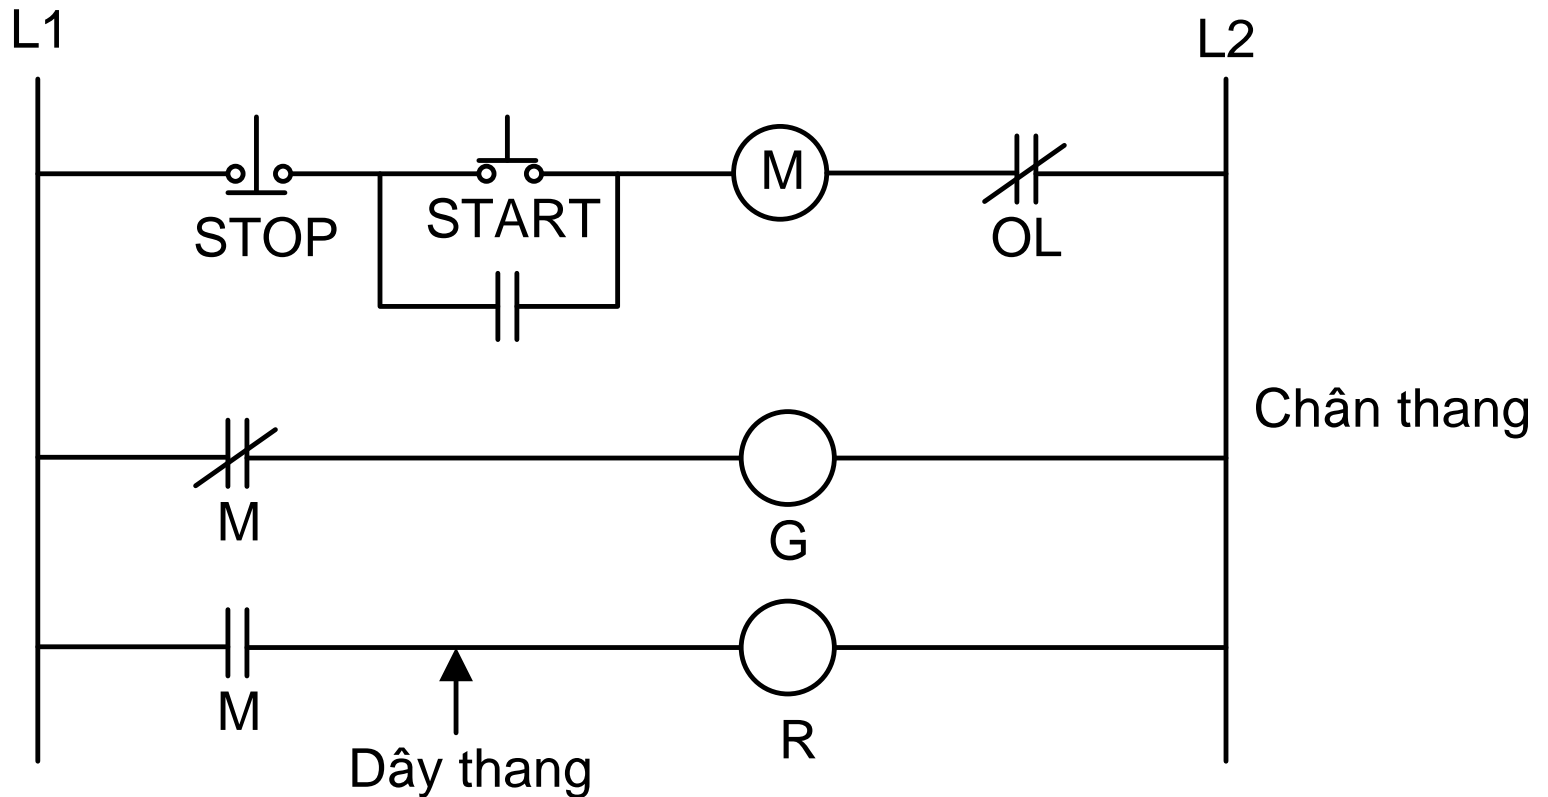 L1
L2
M
STOP
START
OL
Chân thang
M
G
M
R
Dây thang